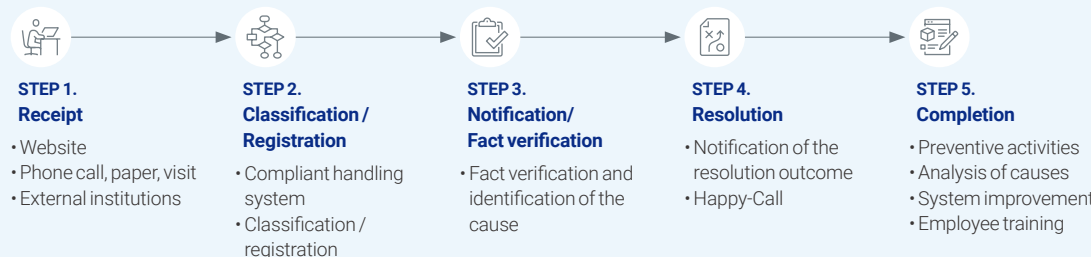 STEP 1.
Receipt
• Website
• Phone call, paper, visit
• External institutions
STEP 2.
Classification /
Registration
• Compliant handling
system
• Classification /
registration
STEP 3.
Notification/
Fact verification
• Fact verification and
identification of the
cause
STEP 4.
Resolution
• Notification of the
resolution outcome
• Happy-Call
STEP 5.
Completion
• Preventive activities
• Analysis of causes
• System improvement
• Employee training